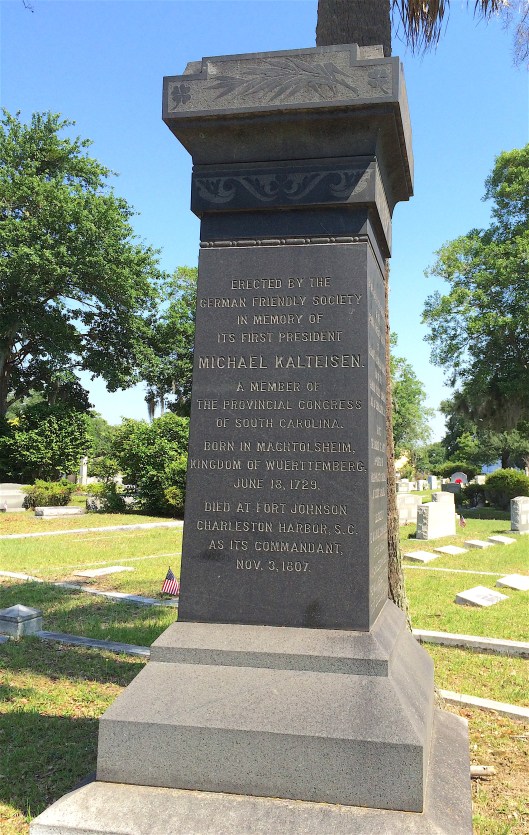 ERECTED BY THE
GERMAN FRIENDLY SOCIETY
IN MEMORY OF
ITS FIRST PRESIDENT
MICHAEL KALTEISEN.
A MEMBER OF
THE PROVINCIAL CONGRESS
OF SOUTH CAROLINA.
BORN IN MACHTOLSHEIM,
KINGDOM OF WUERTTEMBERG,
JUNE 18, 1729.
DIED AT FORT JOHNSON
CHARLESTON HARBOR, S.C.
AS ITS COMMANDANT,
NOV. 3, 1807.